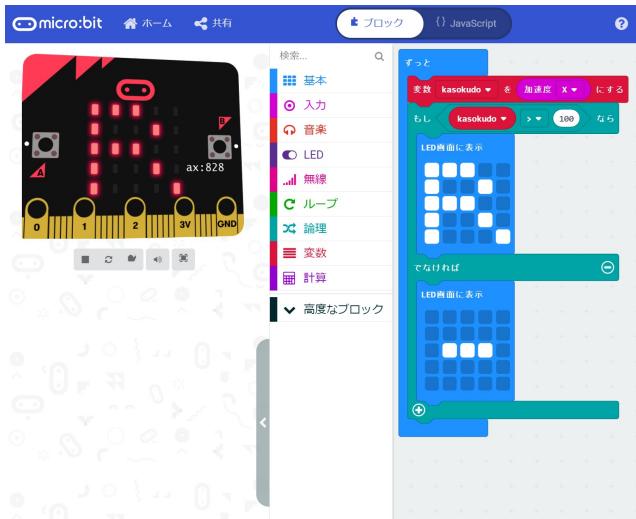 micro:bit
ホーム
共有
ブロック
{} JavaScript
?
B
A
ax:828
0
1
2
3V
GND
検索...
基本
入力
音楽
LED
無線
ループ
論理
変数
計算
高度なブロック
ずっと
変数 kasokudo を 加速度 X にする
もし kasokudo > 100 なら
LED画面に表示
でなければ
LED画面に表示